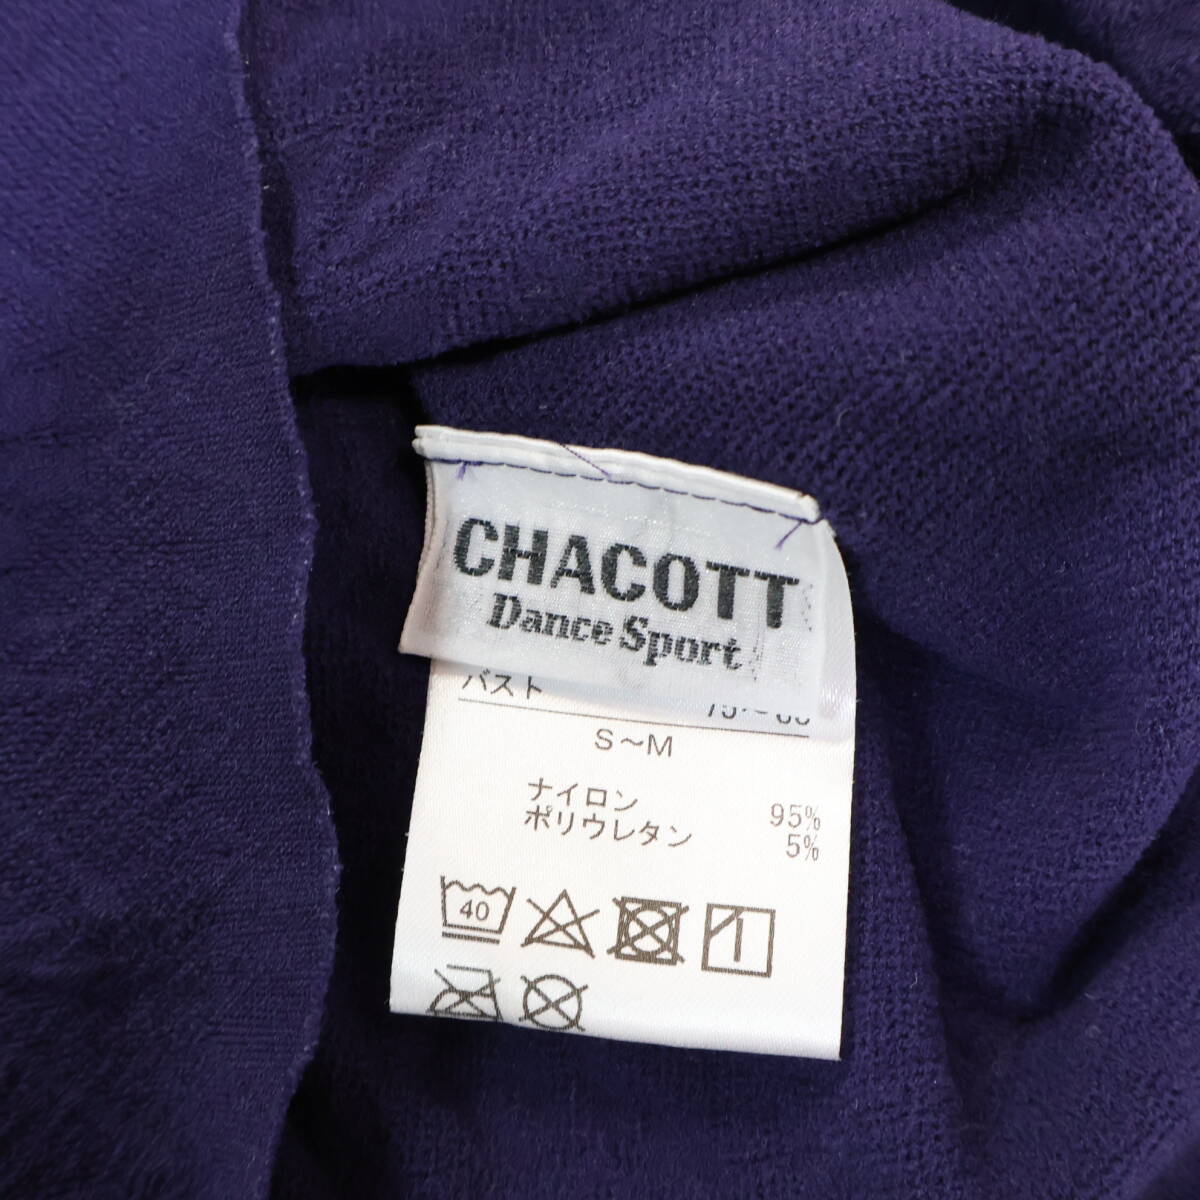 CHACOTT
Dance Sport
バスト
S～M
ナイロン 95%
ポリウレタン 5%
40